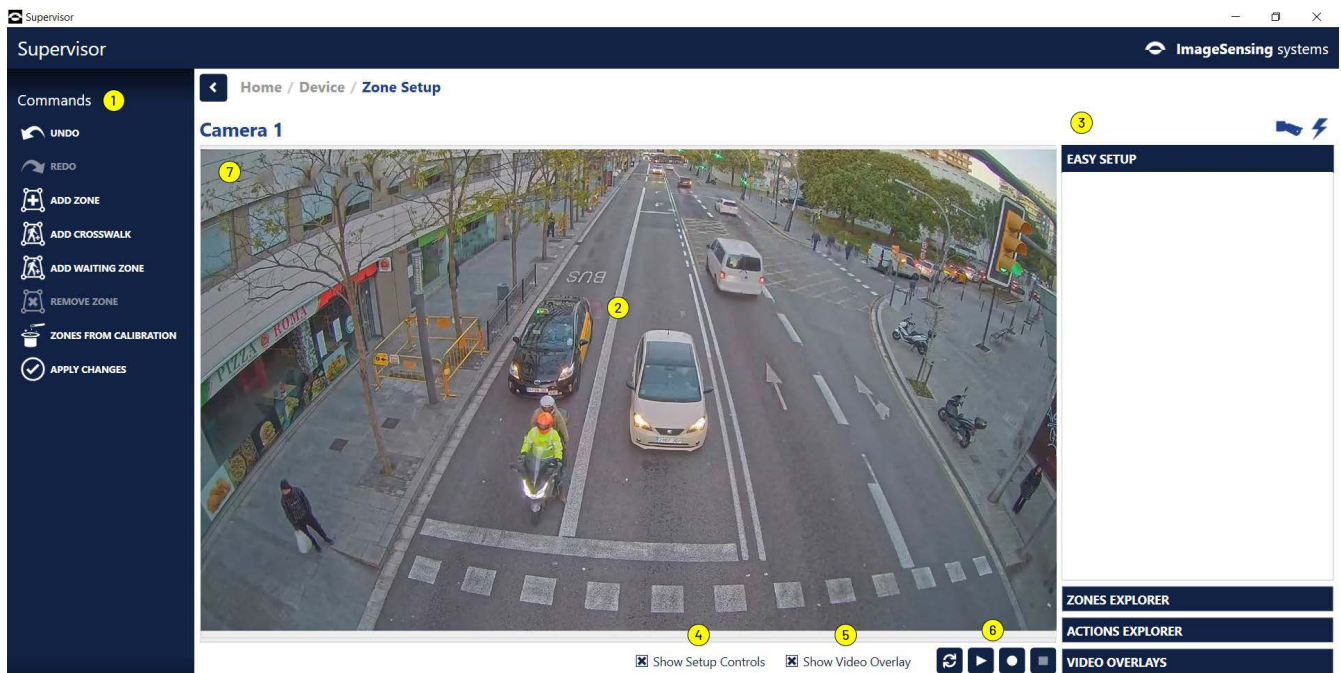 Supervisor
Supervisor
ImageSensing systems
Commands 1
UNDO
REDO
ADD ZONE
ADD CROSSWALK
ADD WAITING ZONE
REMOVE ZONE
ZONES FROM CALIBRATION
APPLY CHANGES
Home / Device / Zone Setup
Camera 1
3
7
BUS
2
PIZZA ROMA
EASY SETUP
ZONES EXPLORER
ACTIONS EXPLORER
VIDEO OVERLAYS
4
5
6
Show Setup Controls
Show Video Overlay